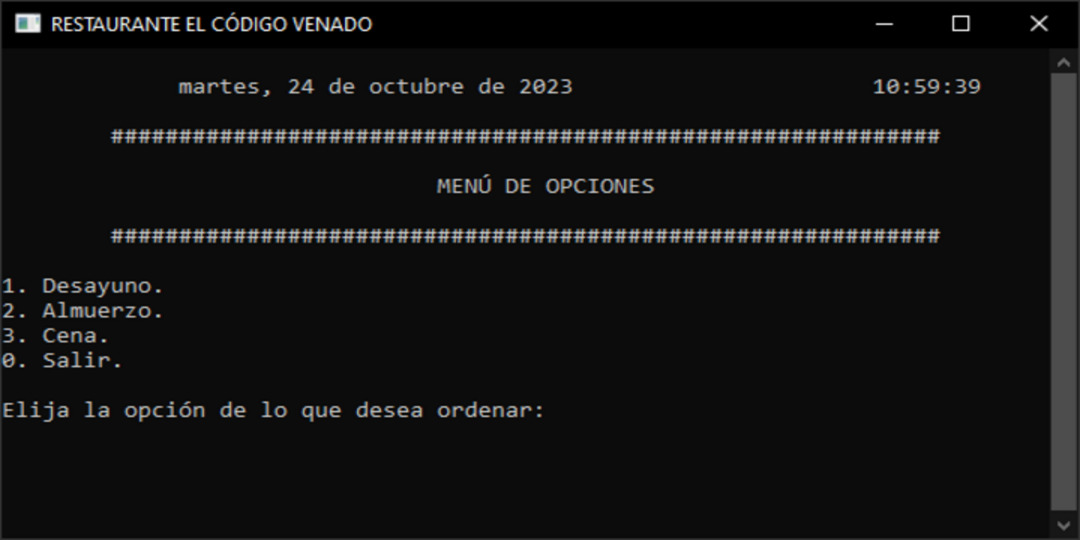 RESTAURANTE EL CÓDIGO VENADO
martes, 24 de octubre de 2023 10:59:39
#############################################################
MENÚ DE OPCIONES
#############################################################
1. Desayuno.
2. Almuerzo.
3. Cena.
0. Salir.
Elija la opción de lo que desea ordenar: